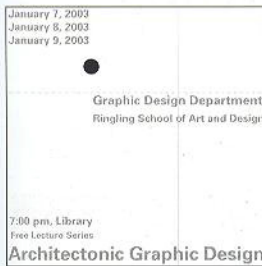 January 7, 2003
January 8, 2003
January 9, 2003
Graphic Design Department
Ringling School of Art and Design
7:00 pm, Library
Free Lecture Series
Architectonic Graphic Design